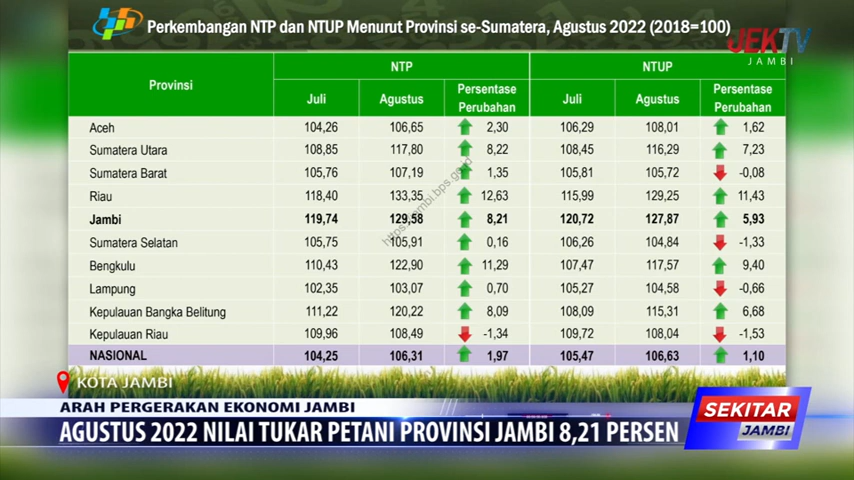 Perkembangan NTP dan NTUP Menurut Provinsi se-Sumatera, Agustus 2022 (2018=100)
JEKTV
JAMBI
Provinsi NTP NTUP
Juli Agustus Persentase Perubahan Juli Agustus Persentase Perubahan
Aceh 104,26 106,65 2,30 106,29 108,01 1,62
Sumatera Utara 108,85 117,80 8,22 108,45 116,29 7,23
Sumatera Barat 105,76 107,19 1,35 105,81 105,72 -0,08
Riau 118,40 133,35 12,63 115,99 129,25 11,43
Jambi 119,74 129,58 8,21 120,72 127,87 5,93
Sumatera Selatan 105,75 105,91 0,16 106,26 104,84 -1,33
Bengkulu 110,43 122,90 11,29 107,47 117,57 9,40
Lampung 102,35 103,07 0,70 105,27 104,58 -0,66
Kepulauan Bangka Belitung 111,22 120,22 8,09 108,09 115,31 6,68
Kepulauan Riau 109,96 108,49 -1,34 109,72 108,04 -1,53
NASIONAL 104,25 106,31 1,97 105,47 106,63 1,10
KOTA JAMBI
ARAH PERGERAKAN EKONOMI JAMBI
AGUSTUS 2022 NILAI TUKAR PETANI PROVINSI JAMBI 8,21 PERSEN
SEKITAR
JAMBI